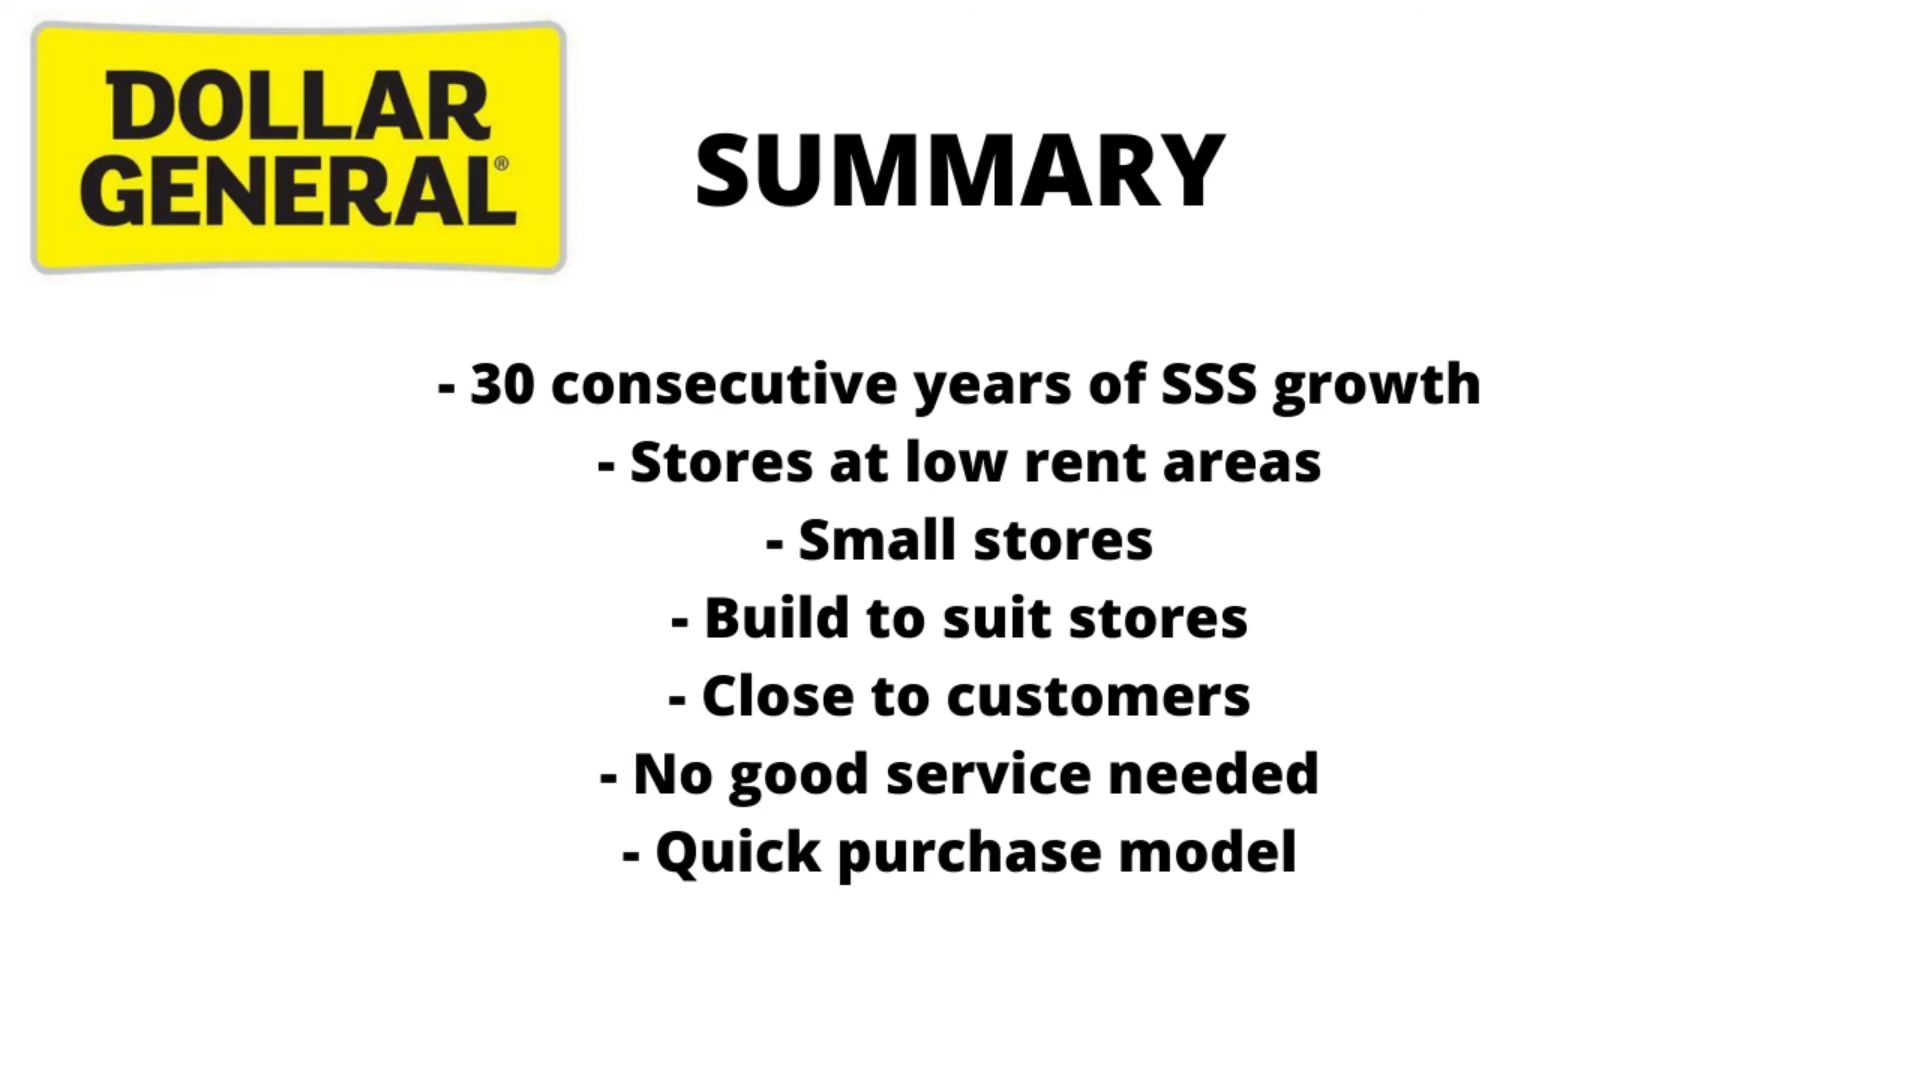 DOLLAR
GENERAL®
SUMMARY
- 30 consecutive years of SSS growth
- Stores at low rent areas
- Small stores
- Build to suit stores
- Close to customers
- No good service needed
- Quick purchase model